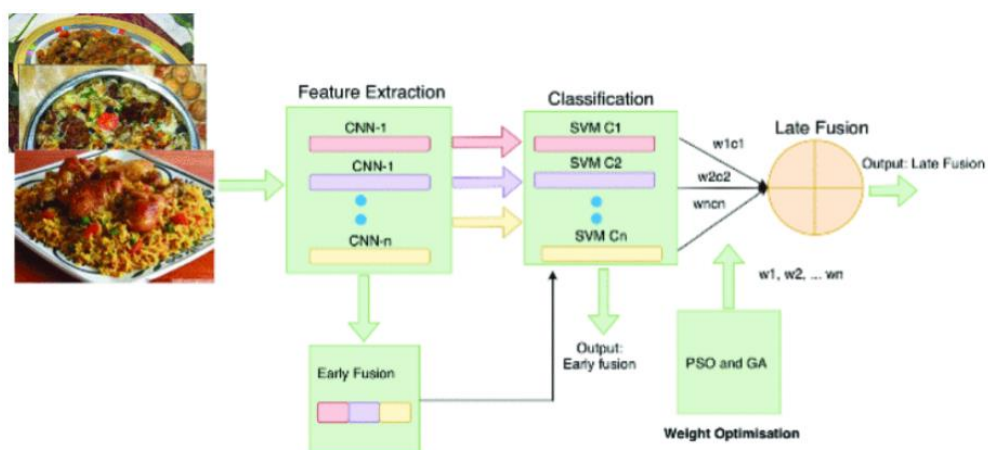 Feature Extraction
CNN-1
CNN-1
CNN-n
Classification
SVM C1
SVM C2
SVM Cn
w1c1
w2c2
wncn
Late Fusion
Output: Late Fusion
Early Fusion
Output:
Early fusion
w1, w2, ... wn
PSO and GA
Weight Optimisation